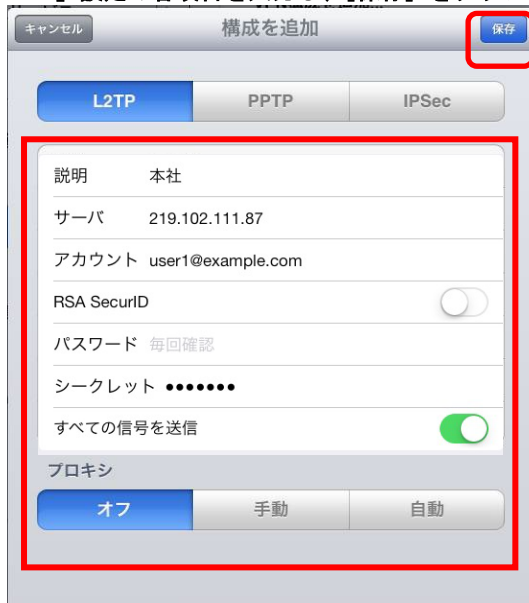 キャンセル 構成を追加 保存
L2TP PPTP IPSec
説明 本社
サーバ 219.102.111.87
アカウント user1@example.com
RSA SecurID
パスワード 毎回確認
シークレット •••••••
すべての信号を送信
プロキシ
オフ 手動 自動